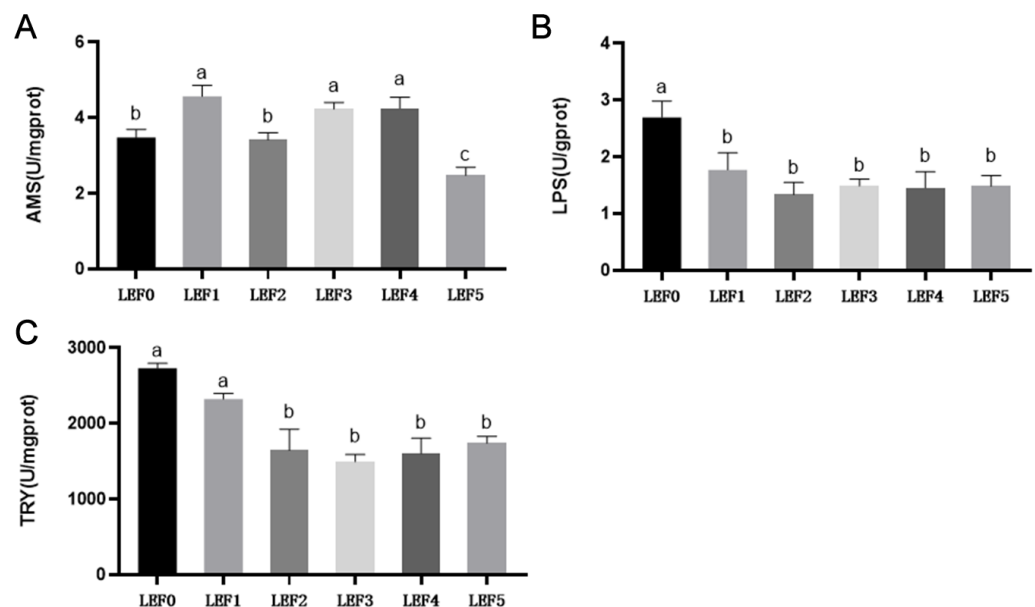 A
AMS(U/mgprot)
6
4
2
0
b
a
b
a
a
c
LEF0 LEF1 LEF2 LEF3 LEF4 LEF5
B
LPS(U/gprot)
4
3
2
1
0
a
b
b
b
b
b
LEF0 LEF1 LEF2 LEF3 LEF4 LEF5
C
TRY(U/mgprot)
3000
2000
1000
0
a
a
b
b
b
b
LEF0 LEF1 LEF2 LEF3 LEF4 LEF5